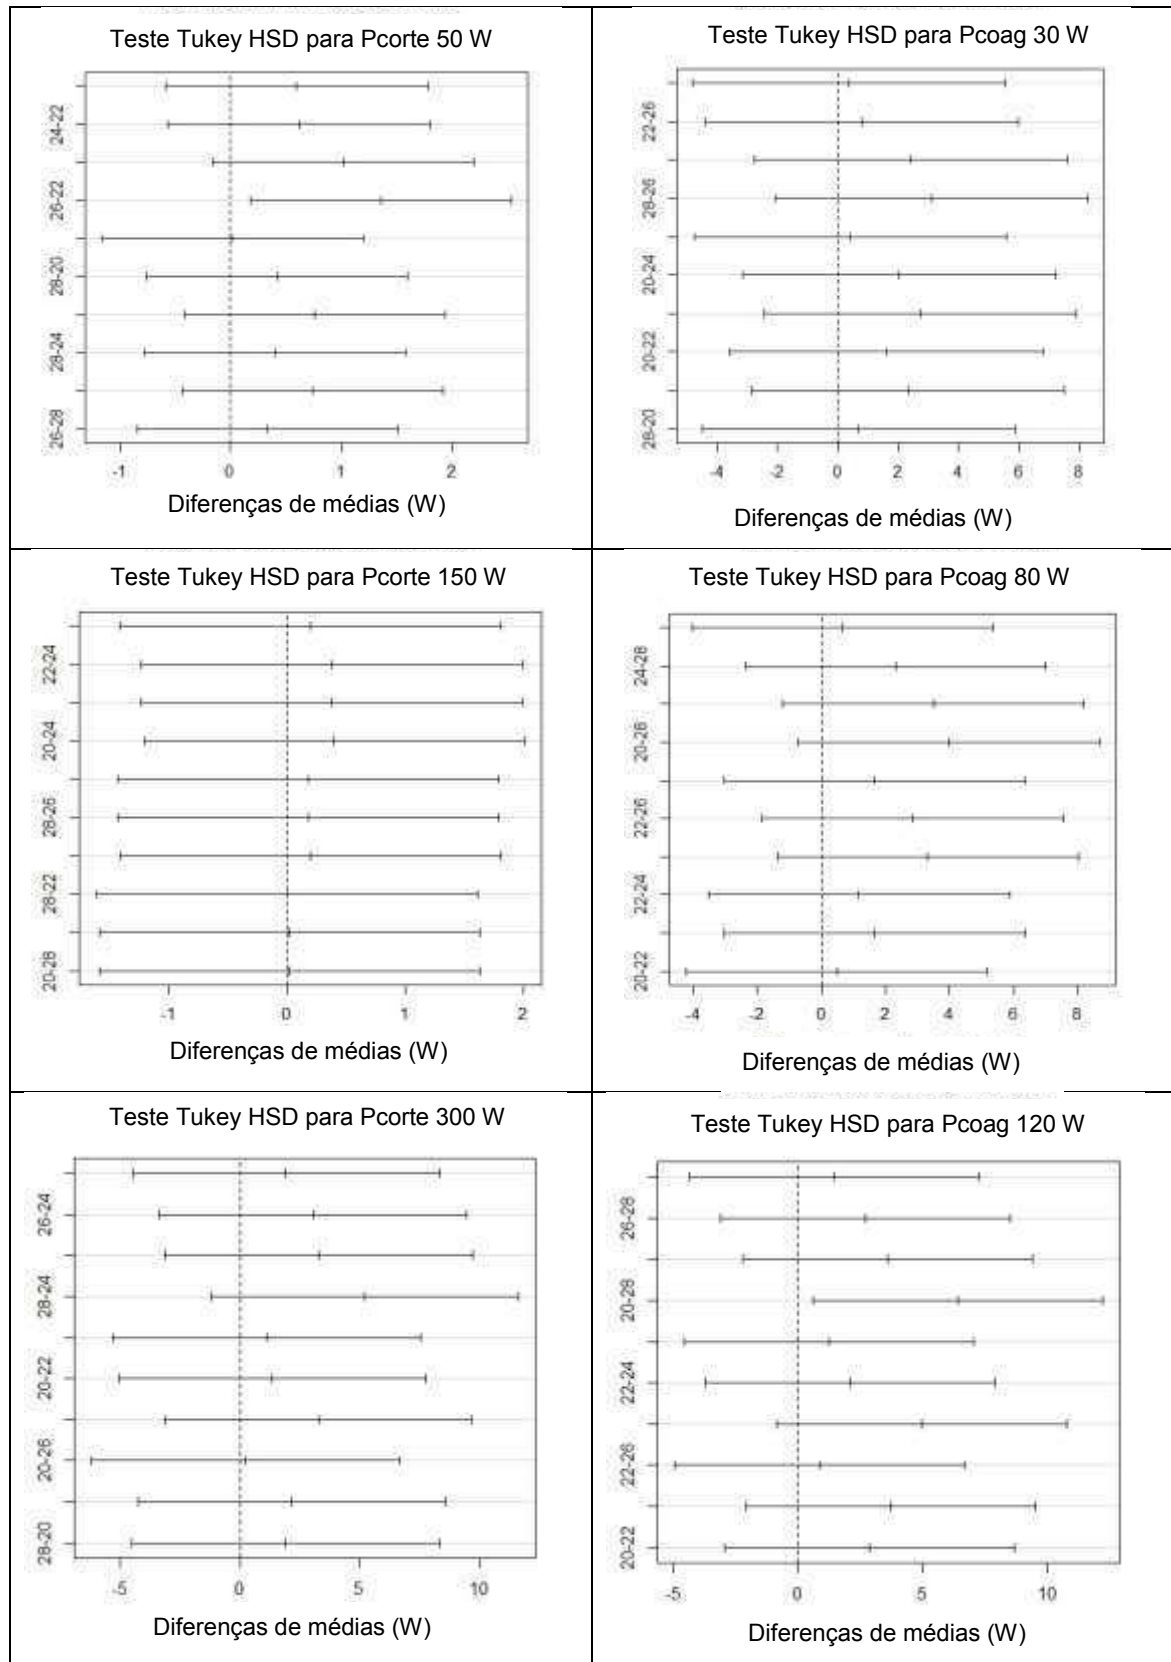 Teste Tukey HSD para Pcorte 50 W
24-22
26-22
28-20
28-24
26-28
-1 0 1 2
Diferenças de médias (W)
Teste Tukey HSD para Pcoag 30 W
22-26
28-26
20-24
20-22
28-20
-4 -2 0 2 4 6 8
Diferenças de médias (W)
Teste Tukey HSD para Pcorte 150 W
22-24
20-24
28-26
28-22
20-28
-1 0 1 2
Diferenças de médias (W)
Teste Tukey HSD para Pcoag 80 W
24-28
20-28
22-26
22-24
20-22
-4 -2 0 2 4 6 8
Diferenças de médias (W)
Teste Tukey HSD para Pcorte 300 W
26-24
28-24
20-22
20-26
28-20
-5 0 5 10
Diferenças de médias (W)
Teste Tukey HSD para Pcoag 120 W
26-28
20-28
22-24
22-26
20-22
-5 0 5 10
Diferenças de médias (W)